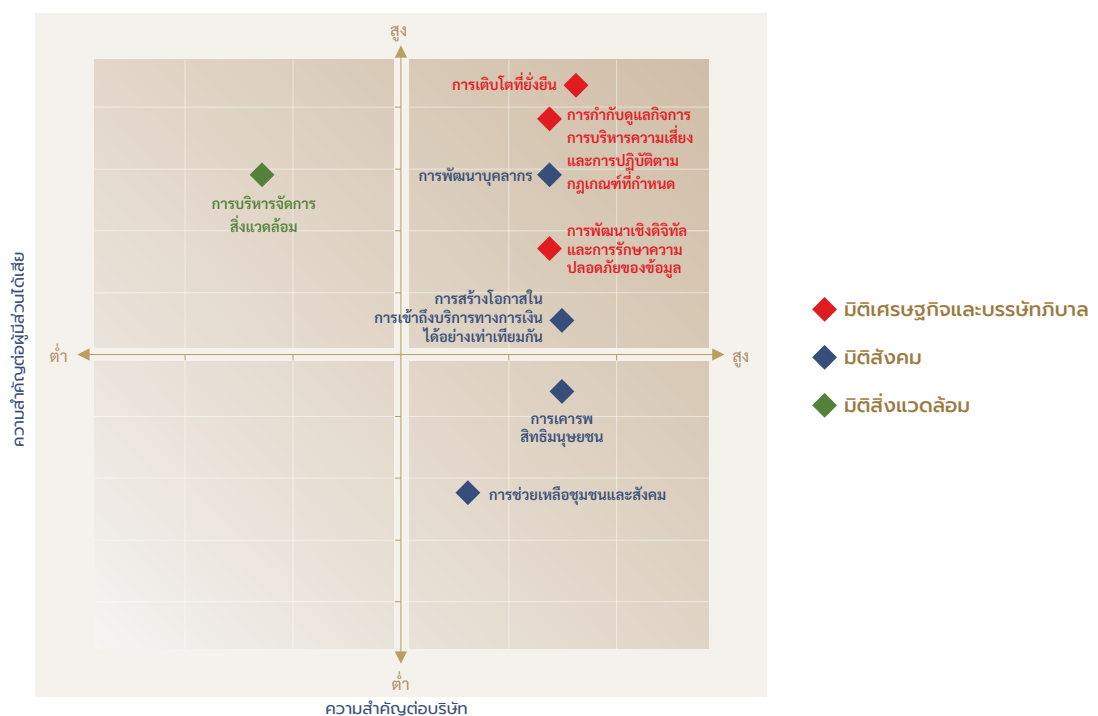 สูง
การเติบโตที่ยั่งยืน
การกำกับดูแลกิจการ
การบริหารความเสี่ยง
และการปฏิบัติตาม
กฎเกณฑ์ที่กำหนด
การพัฒนาบุคลากร
การบริหารจัดการ
สิ่งแวดล้อม
การพัฒนาเชิงดิจิทัล
และการรักษาความ
ปลอดภัยของข้อมูล
การสร้างโอกาสใน
การเข้าถึงบริการทางการเงิน
ได้อย่างเท่าเทียมกัน
ต่ำ
สูง
ความสำคัญต่อผู้มีส่วนได้เสีย
การเคารพ
สิทธิมนุษยชน
การช่วยเหลือชุมชนและสังคม
ต่ำ
ความสำคัญต่อบริษัท
มิติเศรษฐกิจและบรรษัทภิบาล
มิติสังคม
มิติสิ่งแวดล้อม